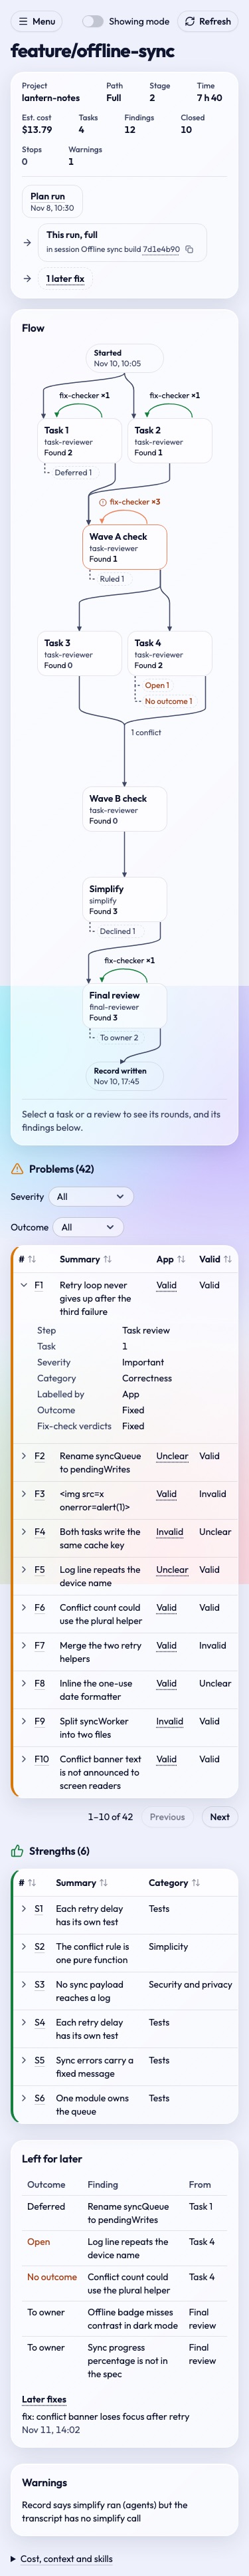 Menu
Showing mode
Refresh
feature/offline-sync
Project
lantern-notes
Path
Full
Stage
2
Time
7 h 40
Est. cost
$13.79
Tasks
4
Findings
12
Closed
10
Stops
0
Warnings
1
Plan run
Nov 8, 10:30
This run, full
in session Offline sync build 7d1e4b90
1 later fix
Flow
Started
Nov 10, 10:05
fix-checker ×1
fix-checker ×1
Task 1
task-reviewer
Found 2
Task 2
task-reviewer
Found 1
Deferred 1
fix-checker ×3
Wave A check
task-reviewer
Found 1
Ruled 1
Task 3
task-reviewer
Found 0
Task 4
task-reviewer
Found 2
Open 1
No outcome 1
1 conflict
Wave B check
task-reviewer
Found 0
Simplify
simplify
Found 3
Declined 1
fix-checker ×1
Final review
final-reviewer
Found 3
To owner 2
Record written
Nov 10, 17:45
Select a task or a review to see its rounds, and its
findings below.
Problems (42)
Severity All
Outcome All
# Summary App Valid
F1 Retry loop never gives up after the third failure Valid Valid
Step Task review
Task 1
Severity Important
Category Correctness
Labelled by App
Outcome Fixed
Fix-check verdicts Fixed
F2 Rename syncQueue to pendingWrites Unclear Valid
F3 <img src=x onerror=alert(1)> Valid Invalid
F4 Both tasks write the same cache key Invalid Unclear
F5 Log line repeats the device name Unclear Valid
F6 Conflict count could use the plural helper Valid Valid
F7 Merge the two retry helpers Valid Invalid
F8 Inline the one-use date formatter Valid Unclear
F9 Split syncWorker into two files Invalid Valid
F10 Conflict banner text is not announced to screen readers Valid Valid
1–10 of 42 Previous Next
Strengths (6)
# Summary Category
S1 Each retry delay has its own test Tests
S2 The conflict rule is one pure function Simplicity
S3 No sync payload reaches a log Security and privacy
S4 Each retry delay has its own test Tests
S5 Sync errors carry a fixed message Tests
S6 One module owns the queue Tests
Left for later
Outcome Finding From
Deferred Rename syncQueue to pendingWrites Task 1
Open Log line repeats the device name Task 4
No outcome Conflict count could use the plural helper Task 4
To owner Offline badge misses contrast in dark mode Final review
To owner Sync progress percentage is not in the spec Final review
Later fixes
fix: conflict banner loses focus after retry
Nov 11, 14:02
Warnings
Record says simplify ran (agents) but the
transcript has no simplify call
Cost, context and skills